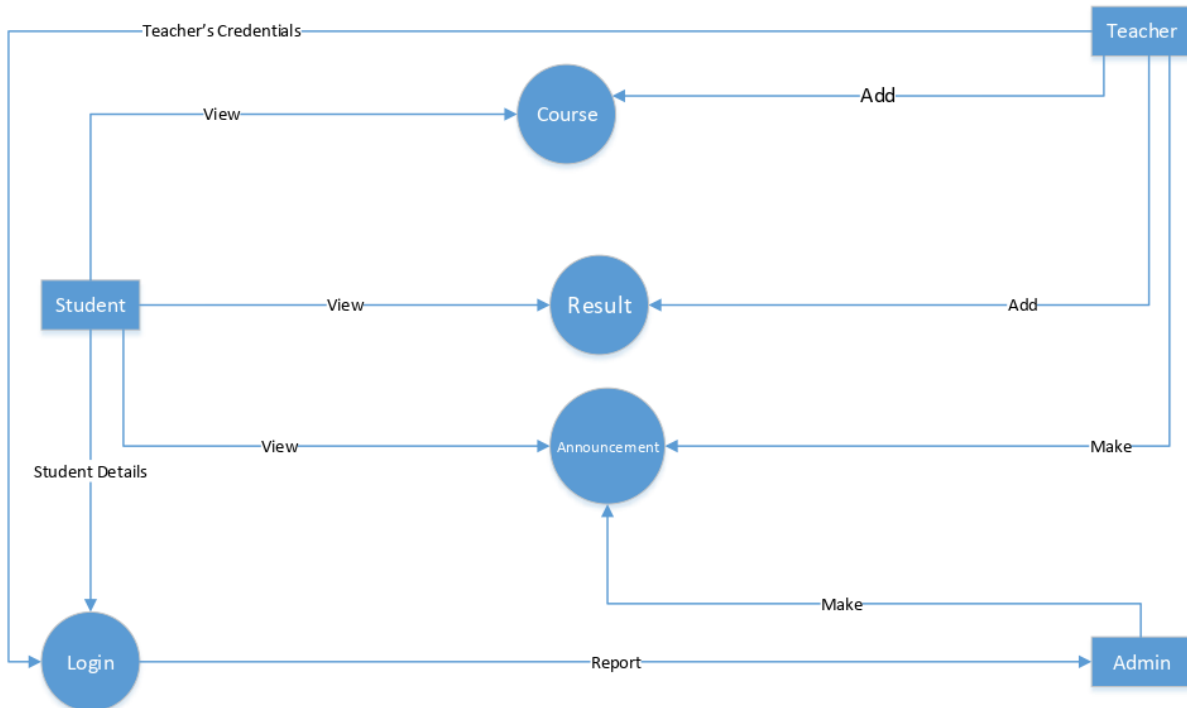 Teacher’s Credentials
Teacher
Add
View
Course
Student
View
Result
Add
View
Announcement
Make
Student Details
Make
Login
Report
Admin